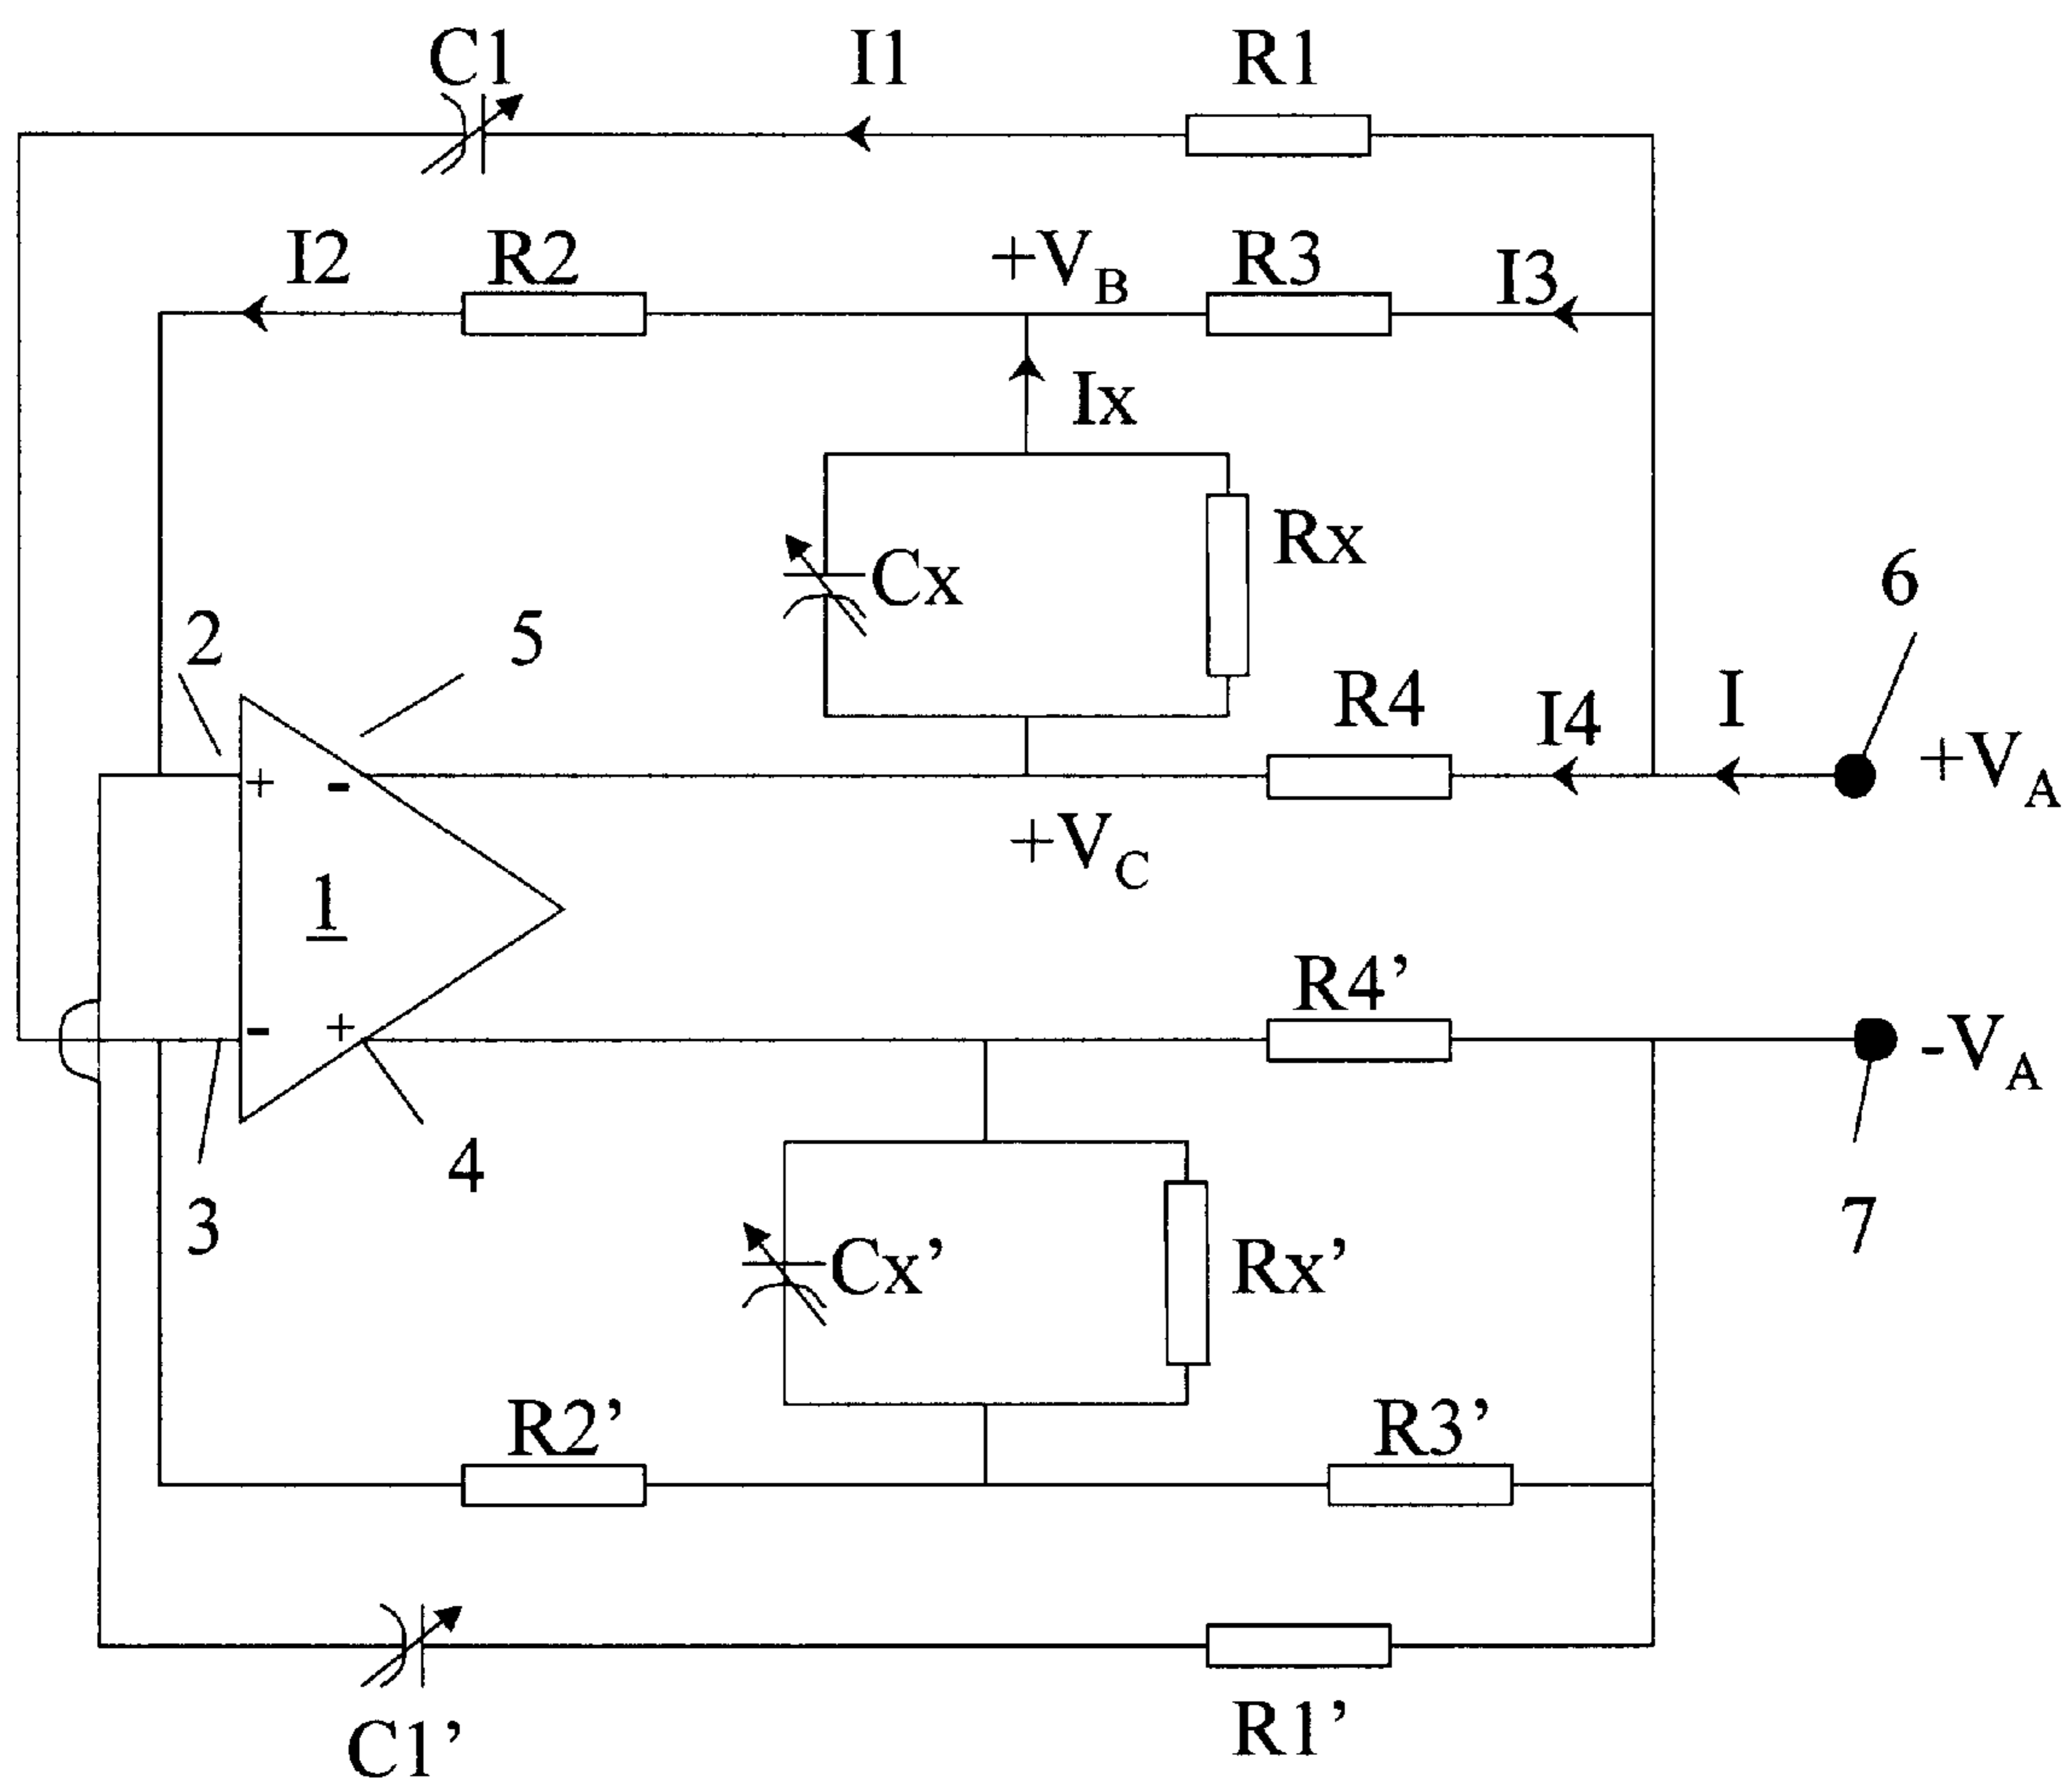 C1 I1 R1
I2 R2 +VB R3 I3
Ix
Cx Rx
2 5 6
R4 I4 I
+ - +VA
+VC
1
R4'
- + -VA
3 4 7
Cx' Rx'
R2' R3'
C1' R1'